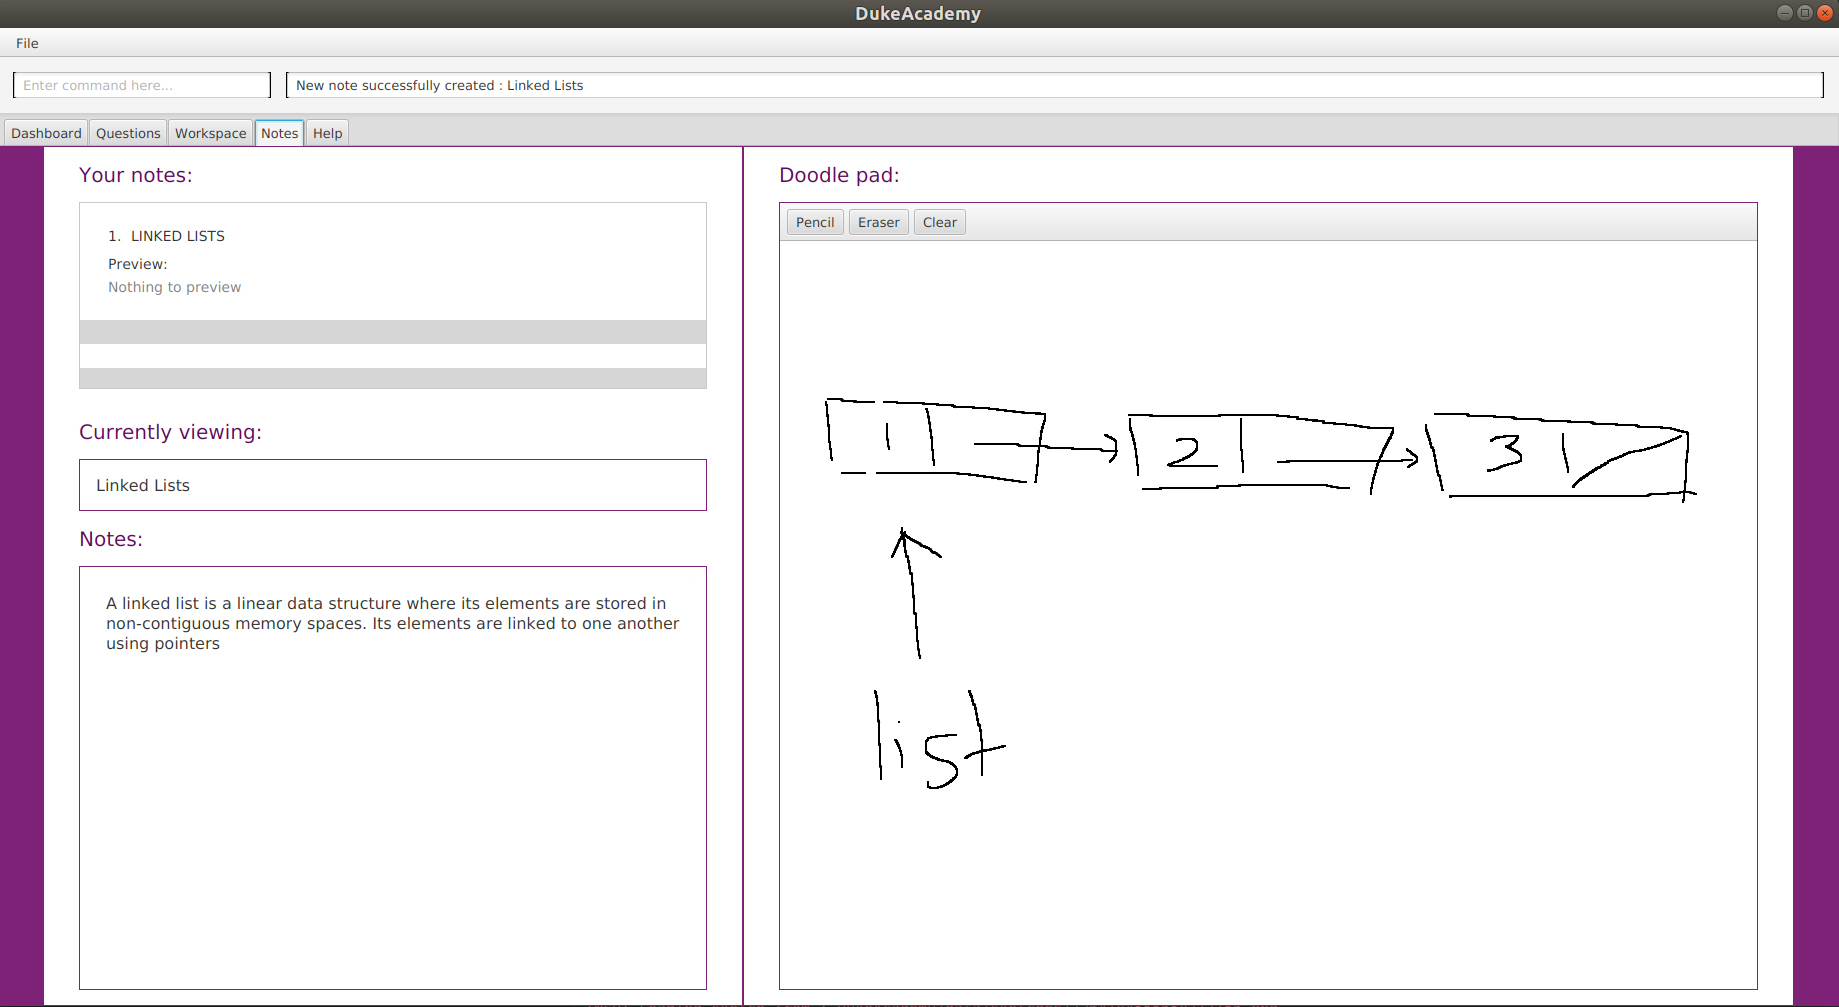 DukeAcademy
File
Enter command here...
New note successfully created : Linked Lists
Dashboard Questions Workspace Notes Help
Your notes:
1. LINKED LISTS
Preview:
Nothing to preview
Currently viewing:
Linked Lists
Notes:
A linked list is a linear data structure where its elements are stored in
non-contiguous memory spaces. Its elements are linked to one another
using pointers
Doodle pad:
Pencil Eraser Clear
1 2 3
list